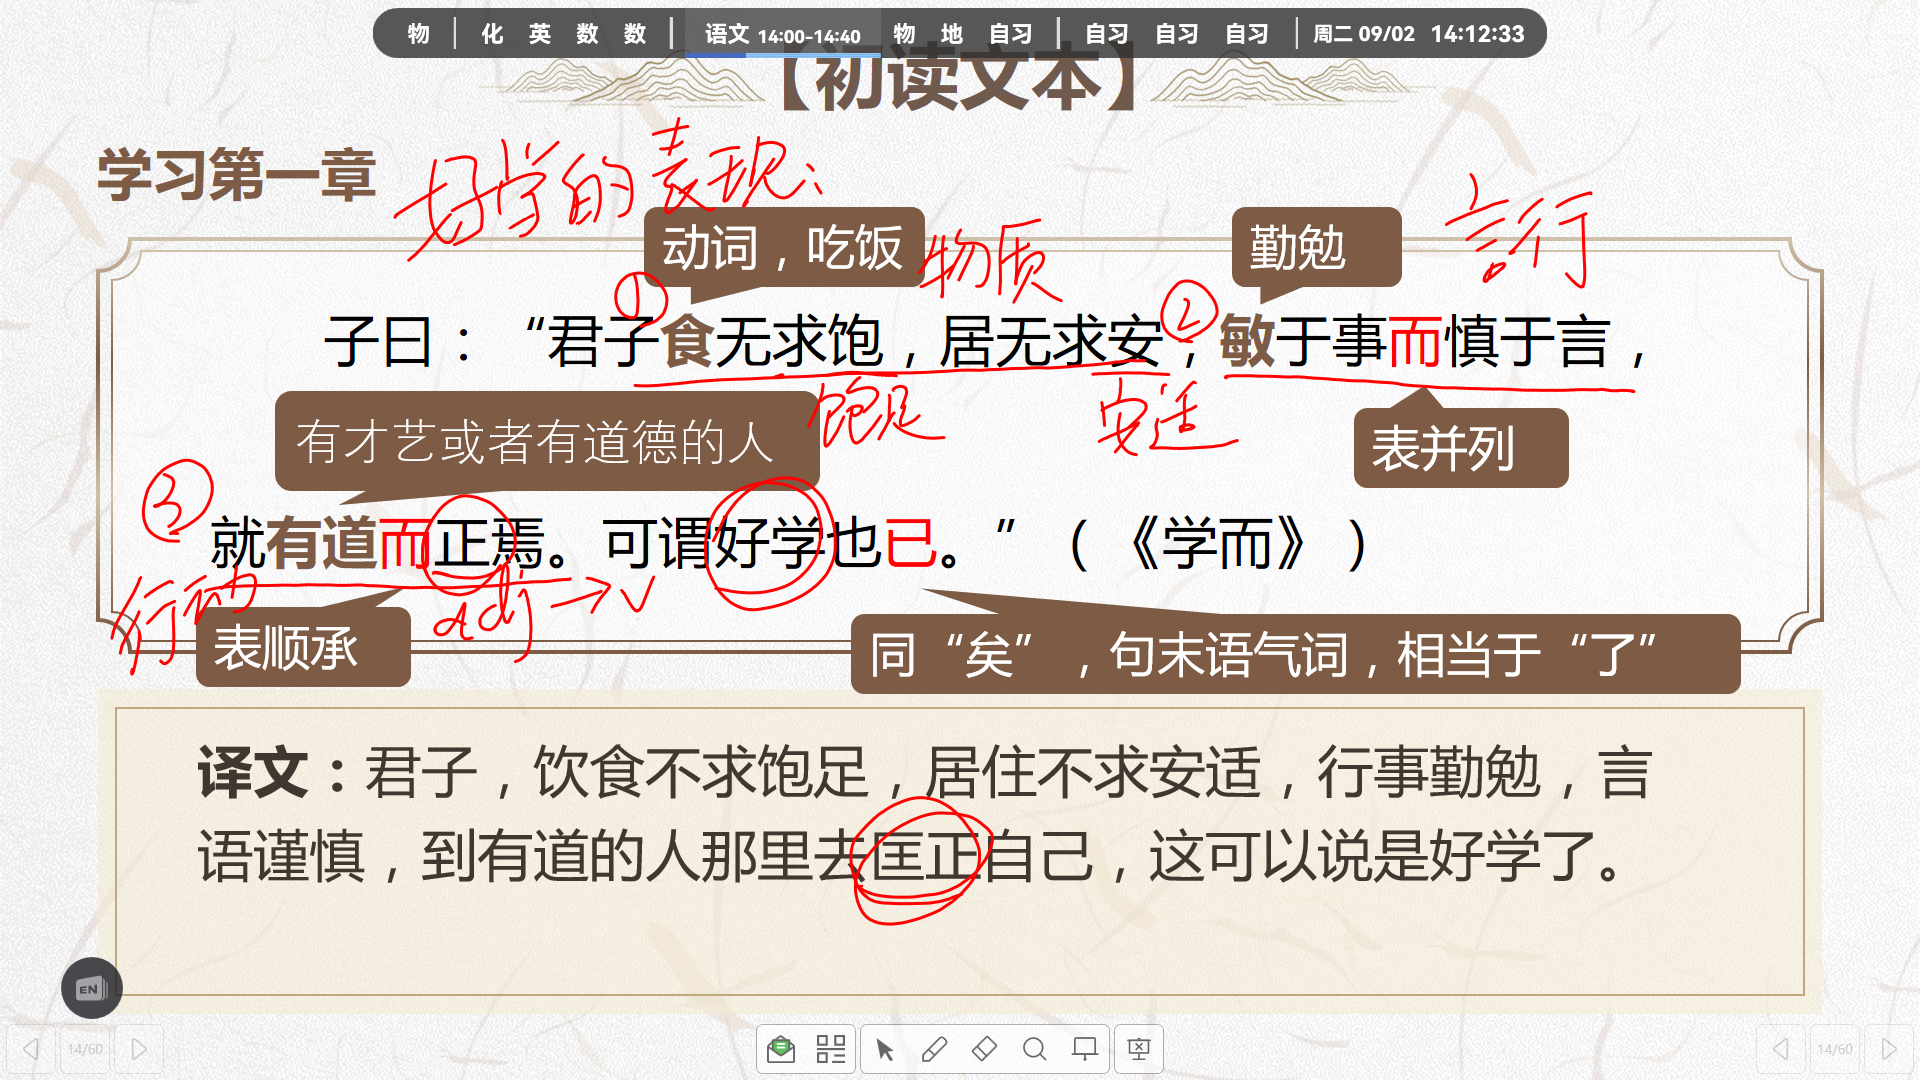 物 | 化 英 数 数 | 语文 14:00-14:40 物 地 自习 | 自习 自习 自习 | 周二 09/02 14:12:33
【初读文本】
学习第一章
好学的表现：
动词，吃饭
物质
勤勉
言行
① ②
子曰：“君子食无求饱，居无求安，敏于事而慎于言，
饱足
安适
有才艺或者有道德的人
表并列
③
就有道而正焉。可谓好学也已。”（《学而》）
行动
adj→v
表顺承
同“矣”，句末语气词，相当于“了”
译文：君子，饮食不求饱足，居住不求安适，行事勤勉，言
语谨慎，到有道的人那里去匡正自己，这可以说是好学了。
EN
14/60
14/60